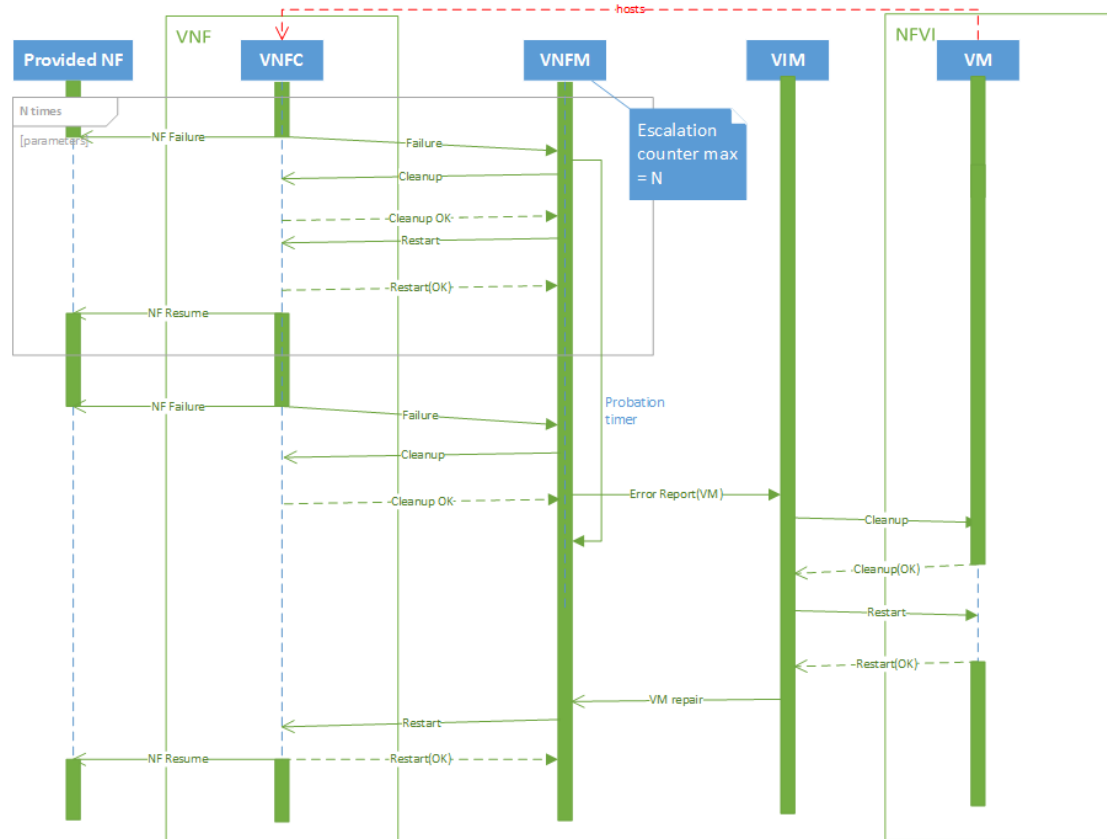 hosts
VNF
NFVI
Provided NF
VNFC
VNFM
VIM
VM
N times
[parameters]
NF Failure
Failure
Escalation
counter max
= N
Cleanup
Cleanup OK
Restart
Restart(OK)
NF Resume
NF Failure
Failure
Probation
timer
Cleanup
Cleanup OK
Error Report(VM)
Cleanup
Cleanup(OK)
Restart
Restart(OK)
VM repair
Restart
NF Resume
Restart(OK)